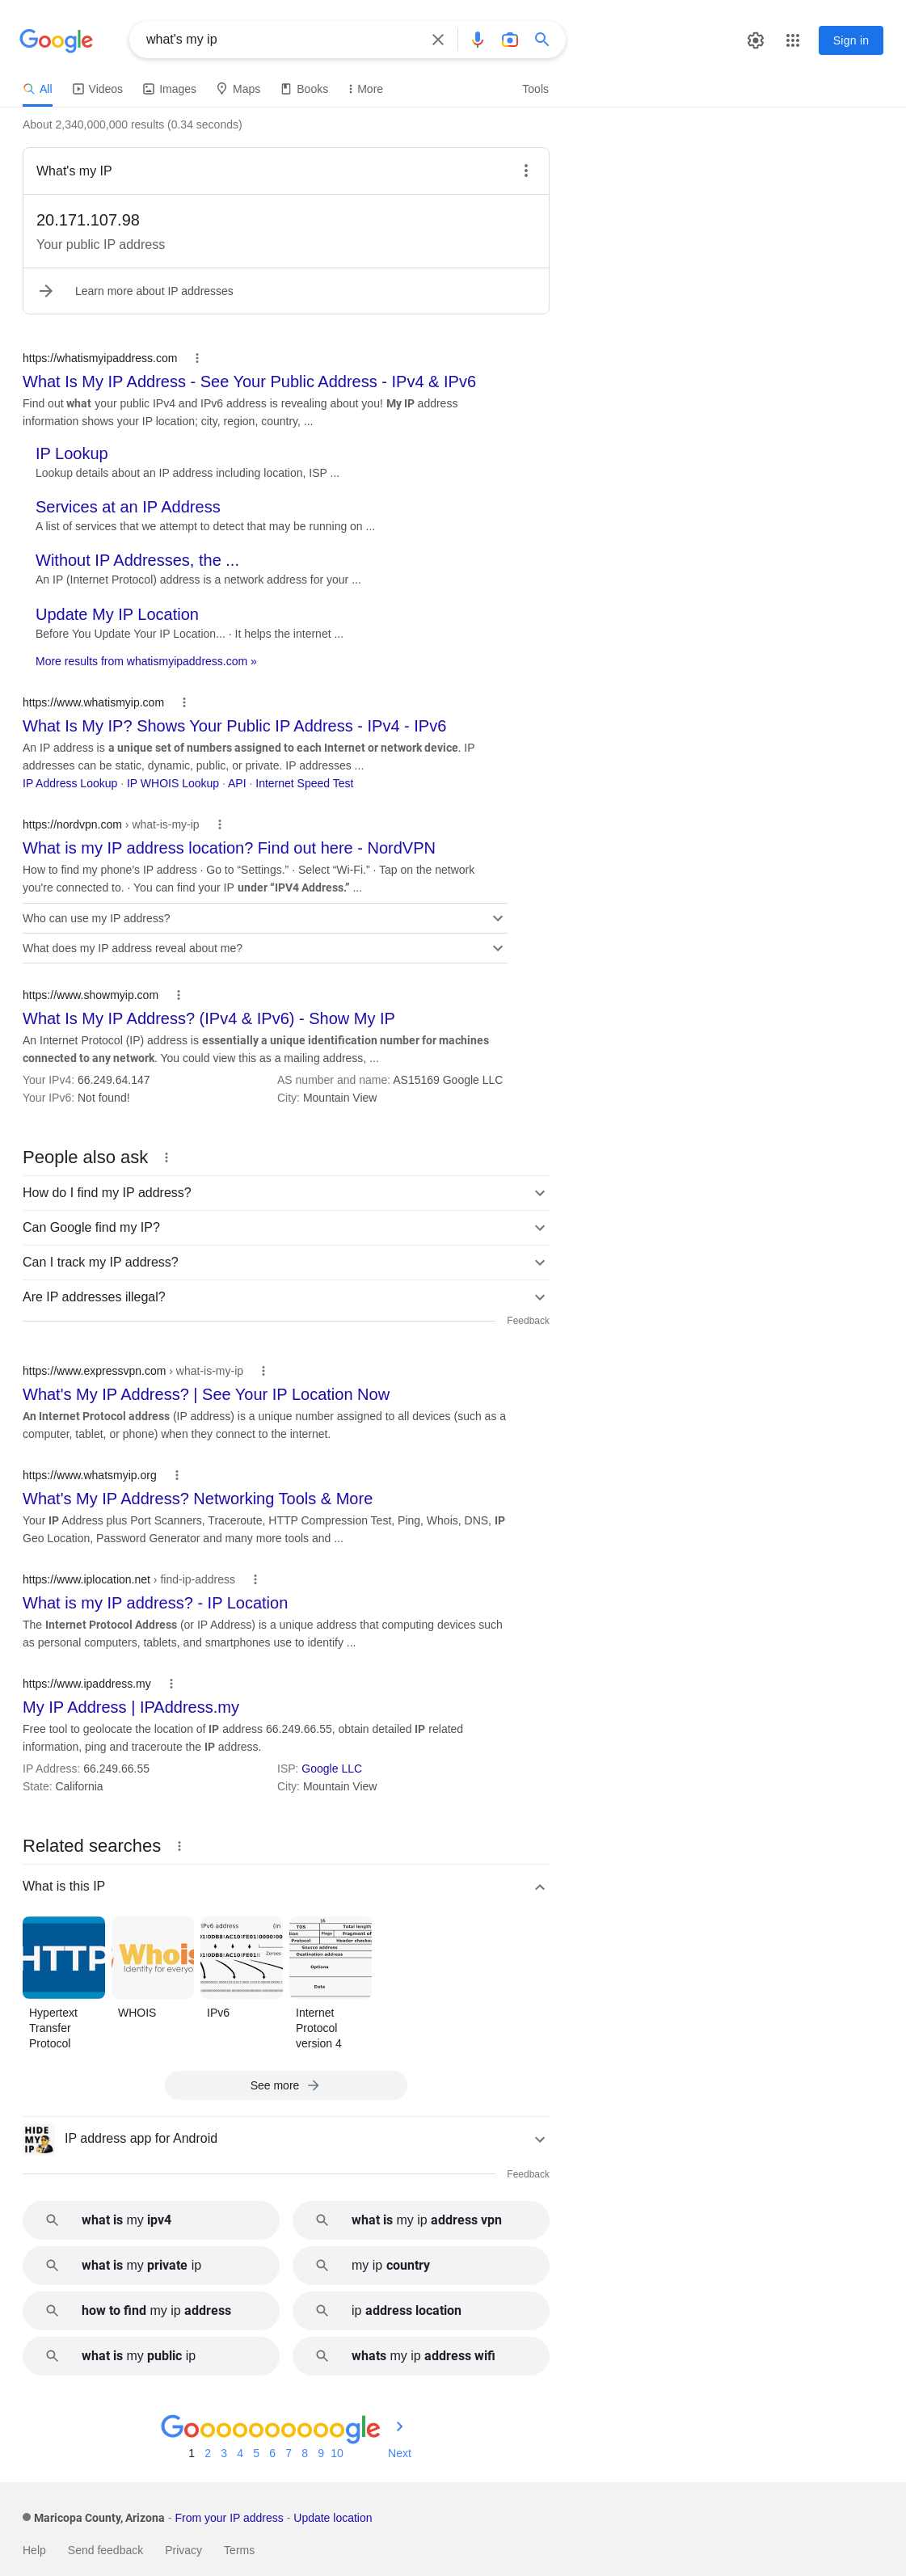 Google
what's my ip
Sign in
All
Videos
Images
Maps
Books
More
Tools
About 2,340,000,000 results (0.34 seconds)
What's my IP
20.171.107.98
Your public IP address
Learn more about IP addresses
https://whatismyipaddress.com
What Is My IP Address - See Your Public Address - IPv4 & IPv6
Find out what your public IPv4 and IPv6 address is revealing about you! My IP address
information shows your IP location; city, region, country, ...
IP Lookup
Lookup details about an IP address including location, ISP ...
Services at an IP Address
A list of services that we attempt to detect that may be running on ...
Without IP Addresses, the ...
An IP (Internet Protocol) address is a network address for your ...
Update My IP Location
Before You Update Your IP Location... · It helps the internet ...
More results from whatismyipaddress.com »
https://www.whatismyip.com
What Is My IP? Shows Your Public IP Address - IPv4 - IPv6
An IP address is a unique set of numbers assigned to each Internet or network device. IP
addresses can be static, dynamic, public, or private. IP addresses ...
IP Address Lookup · IP WHOIS Lookup · API · Internet Speed Test
https://nordvpn.com › what-is-my-ip
What is my IP address location? Find out here - NordVPN
How to find my phone's IP address · Go to “Settings.” · Select “Wi-Fi.” · Tap on the network
you're connected to. · You can find your IP under “IPV4 Address.” ...
Who can use my IP address?
What does my IP address reveal about me?
https://www.showmyip.com
What Is My IP Address? (IPv4 & IPv6) - Show My IP
An Internet Protocol (IP) address is essentially a unique identification number for machines
connected to any network. You could view this as a mailing address, ...
Your IPv4: 66.249.64.147
AS number and name: AS15169 Google LLC
Your IPv6: Not found!
City: Mountain View
People also ask
How do I find my IP address?
Can Google find my IP?
Can I track my IP address?
Are IP addresses illegal?
Feedback
https://www.expressvpn.com › what-is-my-ip
What's My IP Address? | See Your IP Location Now
An Internet Protocol address (IP address) is a unique number assigned to all devices (such as a
computer, tablet, or phone) when they connect to the internet.
https://www.whatsmyip.org
What's My IP Address? Networking Tools & More
Your IP Address plus Port Scanners, Traceroute, HTTP Compression Test, Ping, Whois, DNS, IP
Geo Location, Password Generator and many more tools and ...
https://www.iplocation.net › find-ip-address
What is my IP address? - IP Location
The Internet Protocol Address (or IP Address) is a unique address that computing devices such
as personal computers, tablets, and smartphones use to identify ...
https://www.ipaddress.my
My IP Address | IPAddress.my
Free tool to geolocate the location of IP address 66.249.66.55, obtain detailed IP related
information, ping and traceroute the IP address.
IP Address: 66.249.66.55
ISP: Google LLC
State: California
City: Mountain View
Related searches
What is this IP
HTTP
Whois
Identity for everyo
IPv6 address (in
Zeroes
TOS Total length
Flags Fragment of
Protocol Header checksu
Source address
Destination address
Options
Data
Hypertext
Transfer
Protocol
WHOIS
IPv6
Internet
Protocol
version 4
See more
HIDE
MY
IP
IP address app for Android
Feedback
what is my ipv4
what is my ip address vpn
what is my private ip
my ip country
how to find my ip address
ip address location
what is my public ip
whats my ip address wifi
Goooooooooogle
1 2 3 4 5 6 7 8 9 10 Next
Maricopa County, Arizona - From your IP address - Update location
Help
Send feedback
Privacy
Terms